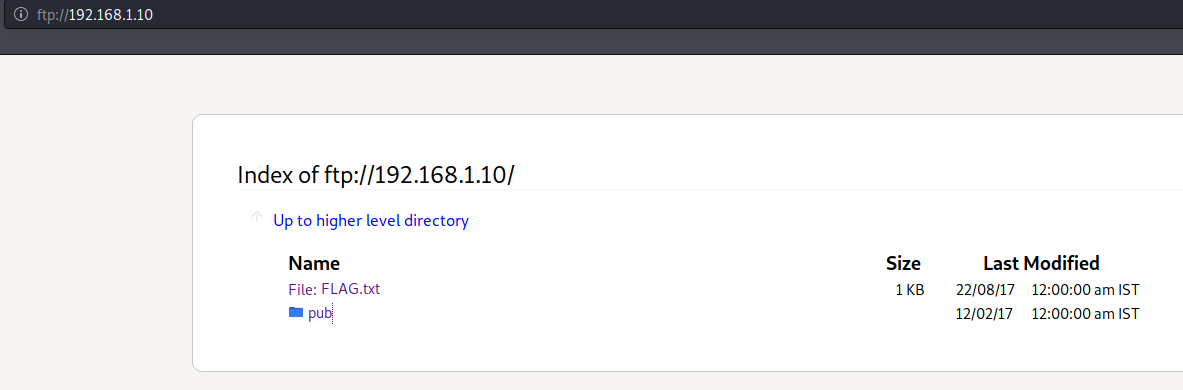 ftp://192.168.1.10
Index of ftp://192.168.1.10/
Up to higher level directory
Name Size Last Modified
File: FLAG.txt 1 KB 22/08/17 12:00:00 am IST
pub 12/02/17 12:00:00 am IST